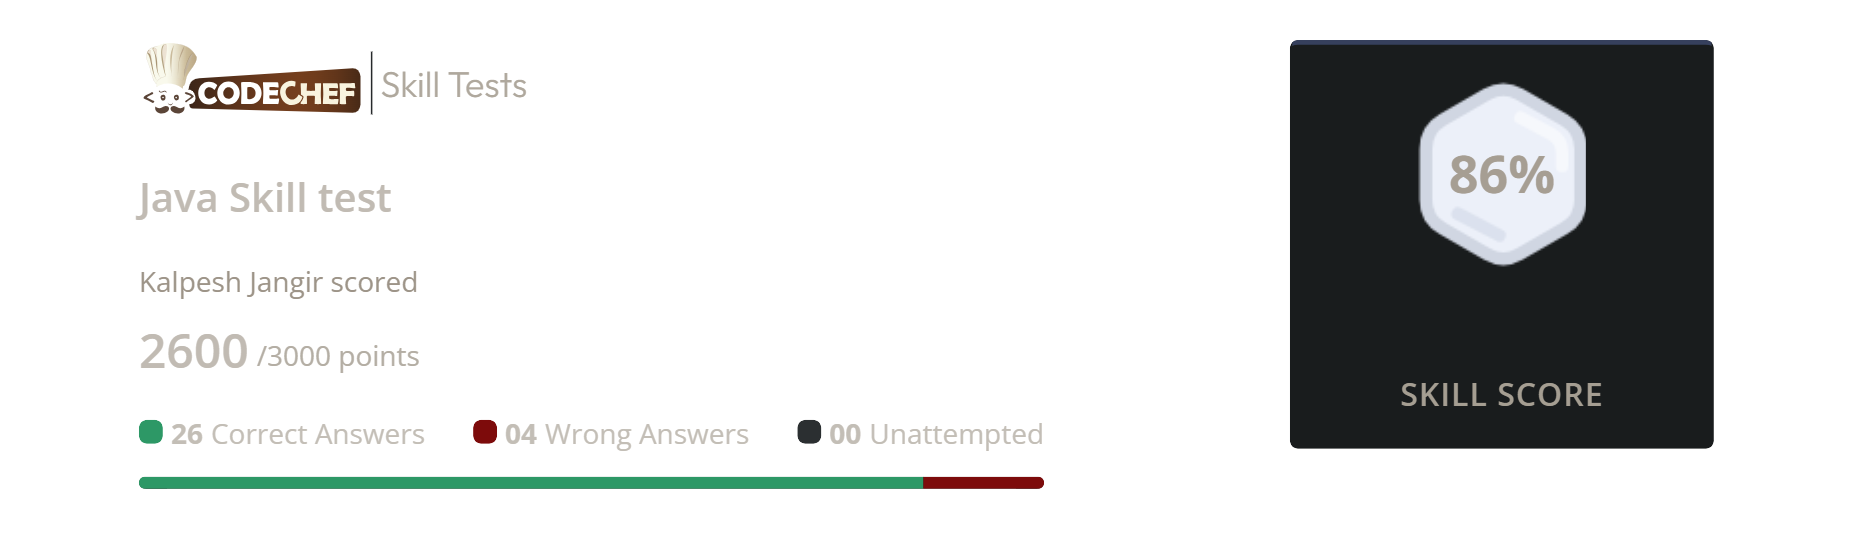 CODECHEF Skill Tests
Java Skill test
Kalpesh Jangir scored
2600 /3000 points
26 Correct Answers 04 Wrong Answers 00 Unattempted
86%
SKILL SCORE